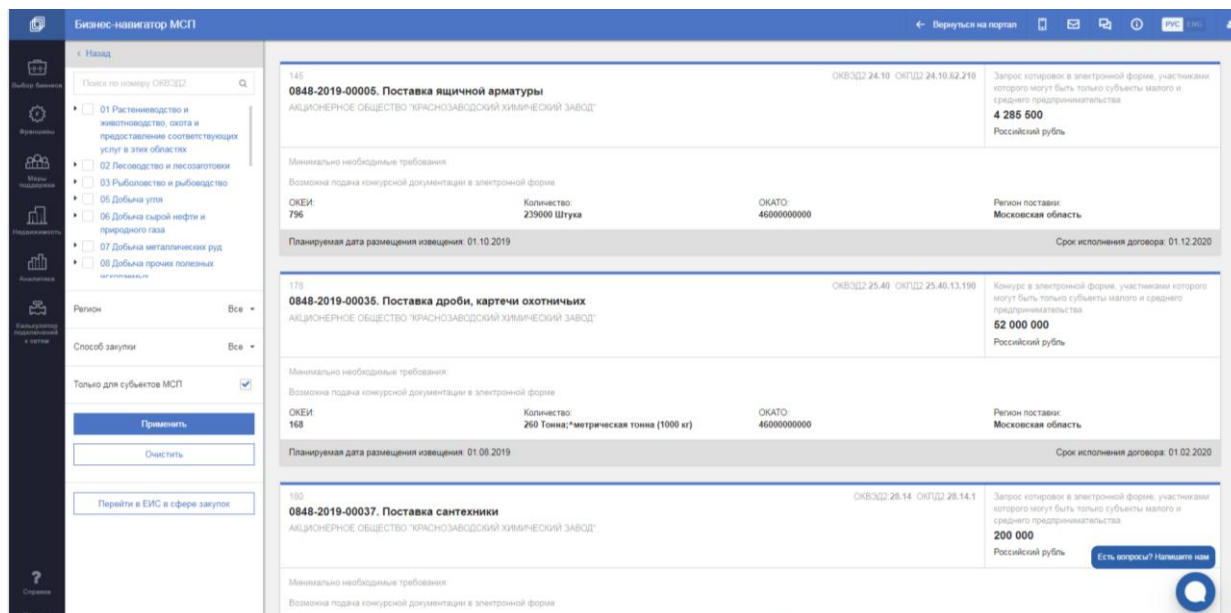 Бизнес-навигатор МСП
← Вернуться на портал
РУС ENG
Выбор бизнеса
Франшизы
Меры
поддержки
Недвижимость
Аналитика
Калькулятор
подключений
к сетям
?
Справка
< Назад
Поиск по номеру ОКВЭД2
01 Растениеводство и
животноводство, охота и
предоставление соответствующих
услуг в этих областях
02 Лесоводство и лесозаготовки
03 Рыболовство и рыбоводство
05 Добыча угля
06 Добыча сырой нефти и
природного газа
07 Добыча металлических руд
08 Добыча прочих полезных
ископаемых
Регион Все
Способ закупки Все
Только для субъектов МСП
Применить
Очистить
Перейти в ЕИС в сфере закупок
145 ОКВЭД2 24.10 ОКПД2 24.10.62.210
0848-2019-00005. Поставка ящичной арматуры
АКЦИОНЕРНОЕ ОБЩЕСТВО "КРАСНОЗАВОДСКИЙ ХИМИЧЕСКИЙ ЗАВОД"
Запрос котировок в электронной форме, участниками
которого могут быть только субъекты малого и
среднего предпринимательства
4 285 500
Российский рубль
Минимально необходимые требования:
Возможна подача конкурсной документации в электронной форме
ОКЕИ: Количество: ОКАТО: Регион поставки:
796 239000 Штука 46000000000 Московская область
Планируемая дата размещения извещения: 01.10.2019 Срок исполнения договора: 01.12.2020
178 ОКВЭД2 25.40 ОКПД2 25.40.13.190
0848-2019-00035. Поставка дроби, картечи охотничьих
АКЦИОНЕРНОЕ ОБЩЕСТВО "КРАСНОЗАВОДСКИЙ ХИМИЧЕСКИЙ ЗАВОД"
Конкурс в электронной форме, участниками которого
могут быть только субъекты малого и среднего
предпринимательства
52 000 000
Российский рубль
Минимально необходимые требования:
Возможна подача конкурсной документации в электронной форме
ОКЕИ: Количество: ОКАТО: Регион поставки:
168 260 Тонна;^метрическая тонна (1000 кг) 46000000000 Московская область
Планируемая дата размещения извещения: 01.08.2019 Срок исполнения договора: 01.02.2020
180 ОКВЭД2 28.14 ОКПД2 28.14.1
0848-2019-00037. Поставка сантехники
АКЦИОНЕРНОЕ ОБЩЕСТВО "КРАСНОЗАВОДСКИЙ ХИМИЧЕСКИЙ ЗАВОД"
Запрос котировок в электронной форме, участниками
которого могут быть только субъекты малого и
среднего предпринимательства
200 000
Российский рубль
Есть вопросы? Напишите нам
Минимально необходимые требования:
Возможна подача конкурсной документации в электронной форме